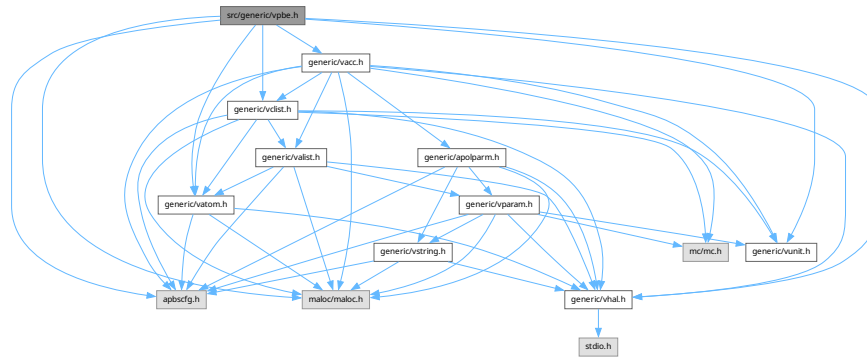 src/generic/vpbe.h
generic/vacc.h
generic/vclist.h
generic/valist.h
generic/apolparm.h
generic/vatom.h
generic/vparam.h
generic/vstring.h
mc/mc.h
generic/vunit.h
apbscfg.h
maloc/maloc.h
generic/vhal.h
stdio.h